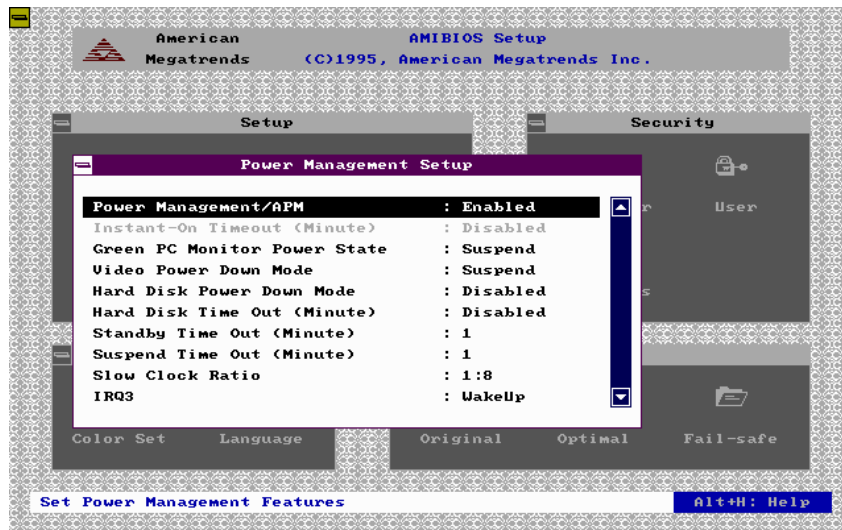 American AMIBIOS Setup
Megatrends (C)1995, American Megatrends Inc.
Setup Security
Power Management Setup
Power Management/APM : Enabled
r User
Instant-On Timeout (Minute) : Disabled
Green PC Monitor Power State : Suspend
Video Power Down Mode : Suspend
Hard Disk Power Down Mode : Disabled
s
Hard Disk Time Out (Minute) : Disabled
Standby Time Out (Minute) : 1
Suspend Time Out (Minute) : 1
Slow Clock Ratio : 1:8
IRQ3 : WakeUp
Color Set Language Original Optimal Fail-safe
Set Power Management Features Alt+H: Help